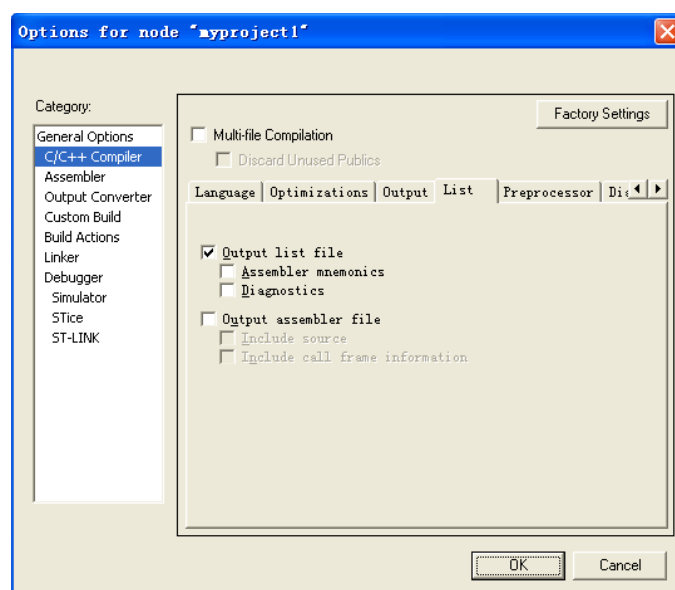 Options for node "myproject1"
Category:
General Options
C/C++ Compiler
Assembler
Output Converter
Custom Build
Build Actions
Linker
Debugger
Simulator
STice
ST-LINK
Factory Settings
Multi-file Compilation
Discard Unused Publics
Language Optimizations Output List Preprocessor Di
Output list file
Assembler mnemonics
Diagnostics
Output assembler file
Include source
Include call frame information
OK Cancel